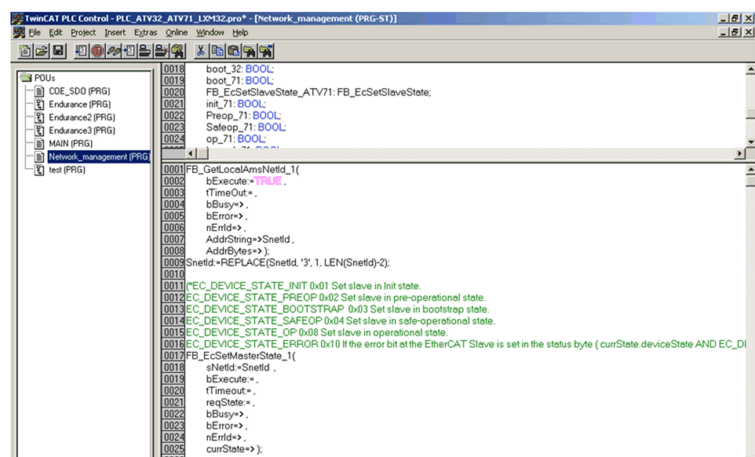 TwinCAT PLC Control - PLC_ATV32_ATV71_LXM32.pro* - [Network_management (PRG-ST)]
File Edit Project Insert Extras Online Window Help
POUs
COE_SDO (PRG)
Endurance (PRG)
Endurance2 (PRG)
Endurance3 (PRG)
MAIN (PRG)
Network_management (PRG)
test (PRG)
0018 boot_32: BOOL;
0019 boot_71: BOOL;
0020 FB_EcSetSlaveState_ATV71: FB_EcSetSlaveState;
0021 init_71: BOOL;
0022 Preop_71: BOOL;
0023 Safeop_71: BOOL;
0024 op_71: BOOL;
0001 FB_GetLocalAmsNetId_1(
0002 bExecute:=TRUE ,
0003 tTimeOut:= ,
0004 bBusy=> ,
0005 bError=> ,
0006 nErrId=> ,
0007 AddrString=>SnetId ,
0008 AddrBytes=> );
0009 SnetId:=REPLACE(SnetId, '3', 1, LEN(SnetId)-2);
0010
0011 (*EC_DEVICE_STATE_INIT 0x01 Set slave in Init state.
0012 EC_DEVICE_STATE_PREOP 0x02 Set slave in pre-operational state.
0013 EC_DEVICE_STATE_BOOTSTRAP 0x03 Set slave in bootstrap state.
0014 EC_DEVICE_STATE_SAFEOP 0x04 Set slave in safe-operational state.
0015 EC_DEVICE_STATE_OP 0x08 Set slave in operational state.
0016 EC_DEVICE_STATE_ERROR 0x10 If the error bit at the EtherCAT Slave is set in the status byte ( currState.deviceState AND EC_DE
0017 FB_EcSetMasterState_1(
0018 sNetId:=SnetId ,
0019 bExecute:= ,
0020 tTimeout:= ,
0021 reqState:= ,
0022 bBusy=> ,
0023 bError=> ,
0024 nErrId=> ,
0025 currState=> );